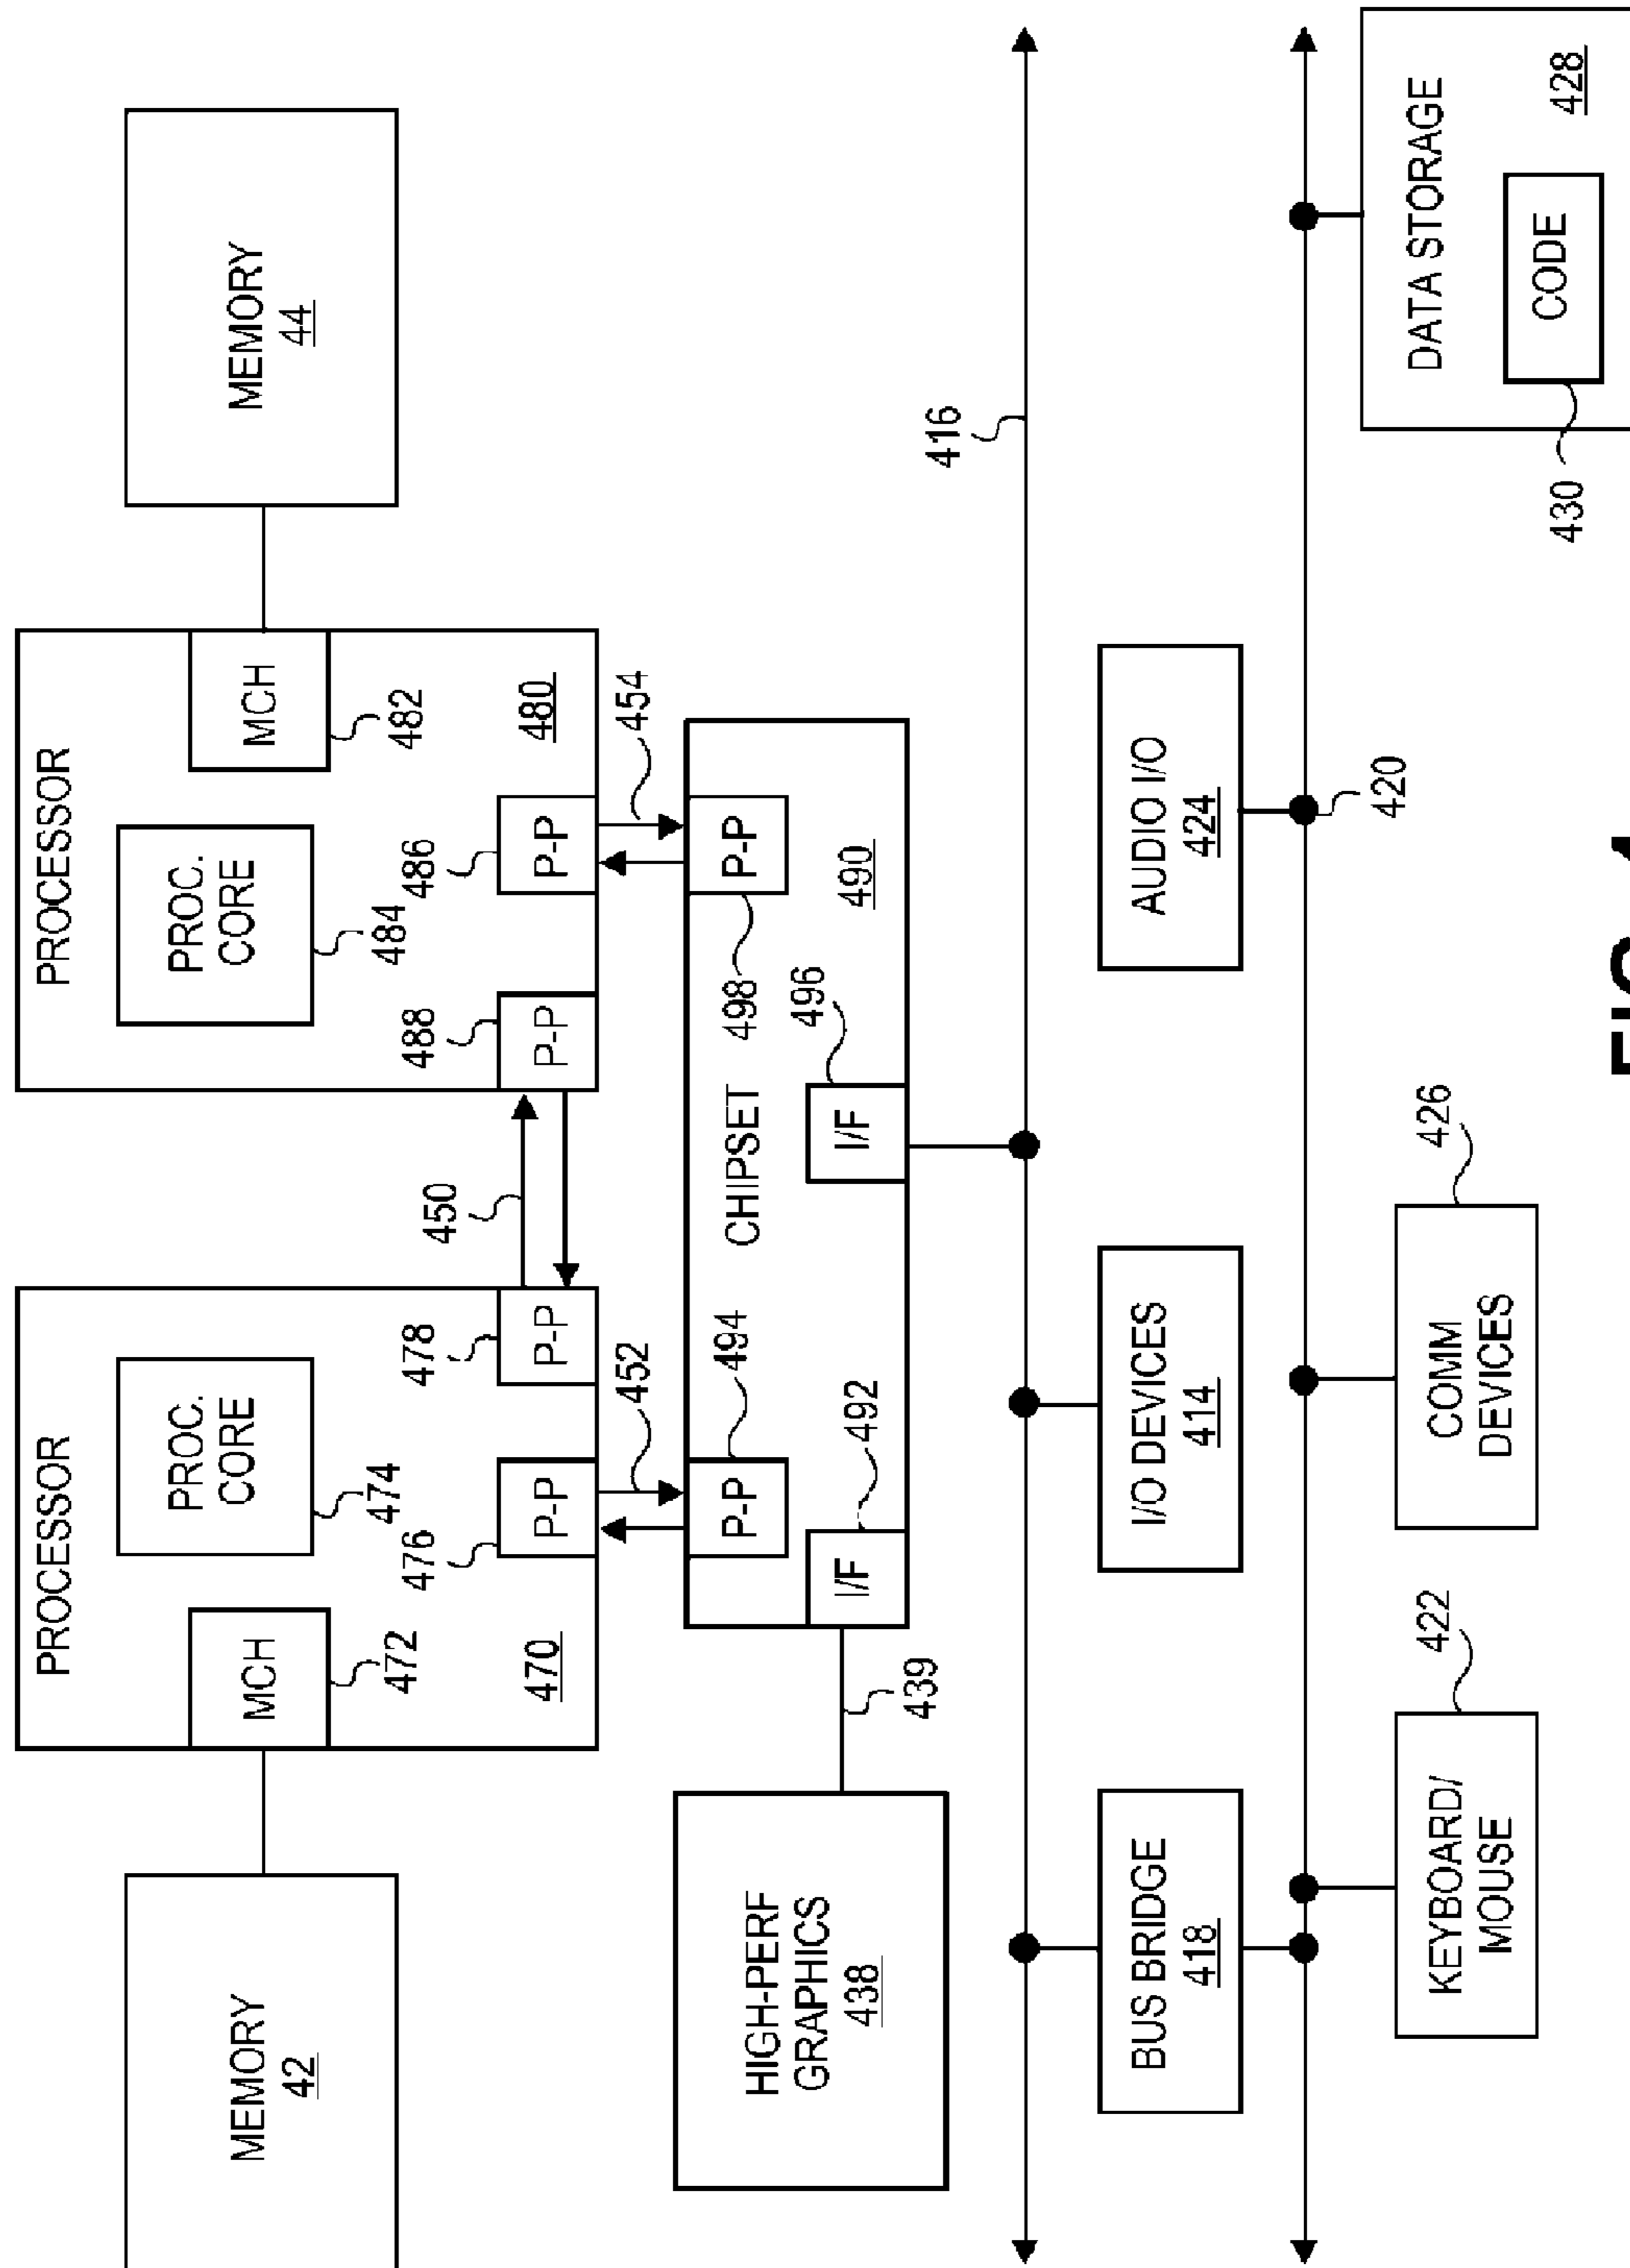 MEMORY
42
PROCESSOR
MCH
472
PROC.
CORE
474
470
476
P-P
478
P-P
450
PROCESSOR
PROC.
CORE
484
MCH
482
488
P-P
486
P-P
480
MEMORY
44
452
454
HIGH-PERF
GRAPHICS
438
439
P-P
494
I/F
492
CHIPSET
P-P
498
I/F
496
490
416
BUS BRIDGE
418
I/O DEVICES
414
AUDIO I/O
424
420
KEYBOARD/
MOUSE
422
COMM
DEVICES
426
DATA STORAGE
CODE
428
430